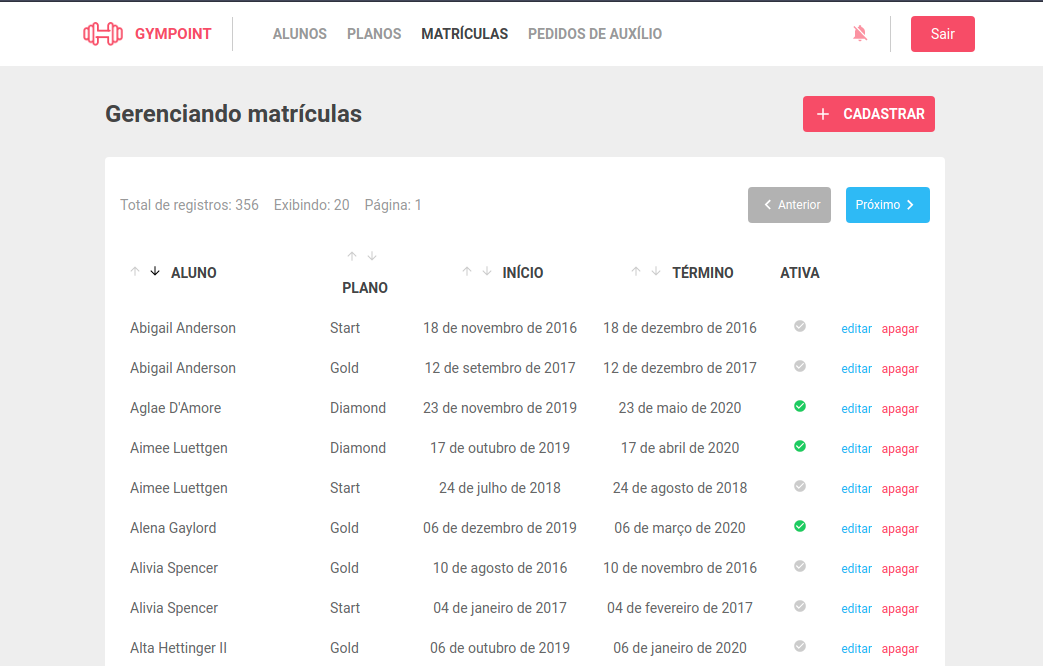 GYMPOINT ALUNOS PLANOS MATRÍCULAS PEDIDOS DE AUXÍLIO Sair
Gerenciando matrículas CADASTRAR
Total de registros: 356 Exibindo: 20 Página: 1 Anterior Próximo
ALUNO PLANO INÍCIO TÉRMINO ATIVA
Abigail Anderson Start 18 de novembro de 2016 18 de dezembro de 2016 editar apagar
Abigail Anderson Gold 12 de setembro de 2017 12 de dezembro de 2017 editar apagar
Aglae D'Amore Diamond 23 de novembro de 2019 23 de maio de 2020 editar apagar
Aimee Luettgen Diamond 17 de outubro de 2019 17 de abril de 2020 editar apagar
Aimee Luettgen Start 24 de julho de 2018 24 de agosto de 2018 editar apagar
Alena Gaylord Gold 06 de dezembro de 2019 06 de março de 2020 editar apagar
Alivia Spencer Gold 10 de agosto de 2016 10 de novembro de 2016 editar apagar
Alivia Spencer Start 04 de janeiro de 2017 04 de fevereiro de 2017 editar apagar
Alta Hettinger II Gold 06 de outubro de 2019 06 de janeiro de 2020 editar apagar